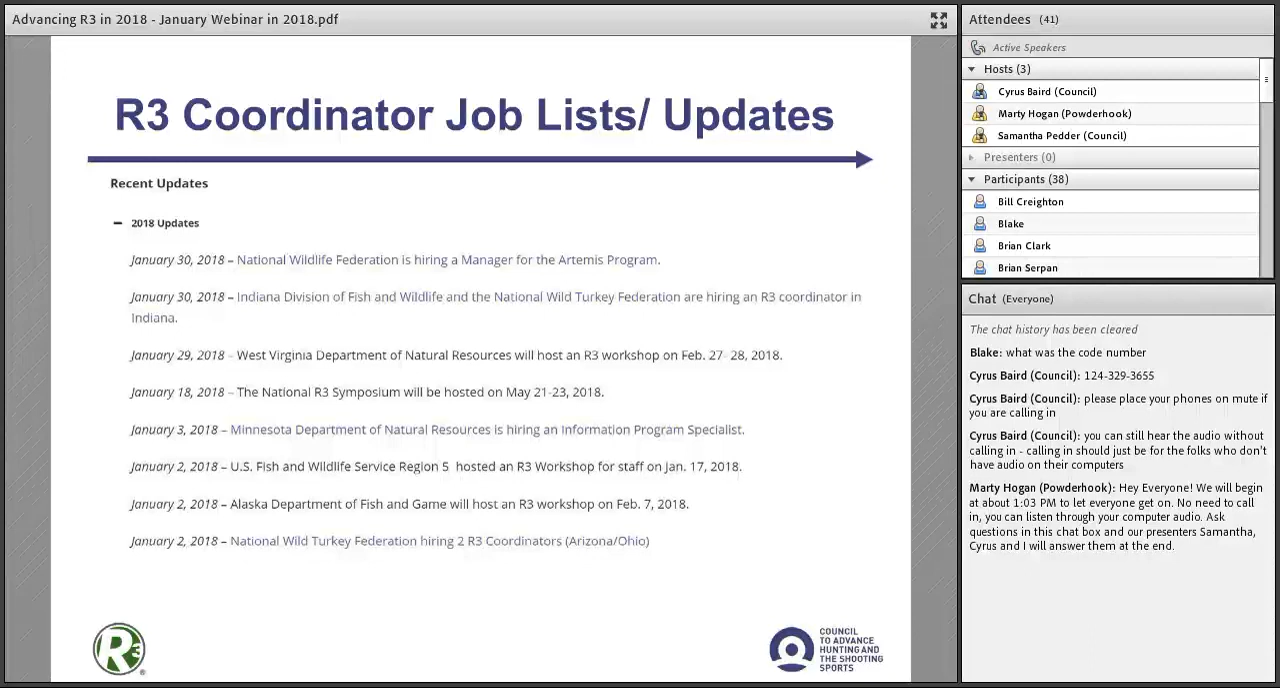 Advancing R3 in 2018 - January Webinar in 2018.pdf
R3 Coordinator Job Lists/ Updates
Recent Updates
2018 Updates
January 30, 2018 – National Wildlife Federation is hiring a Manager for the Artemis Program.
January 30, 2018 – Indiana Division of Fish and Wildlife and the National Wild Turkey Federation are hiring an R3 coordinator in
Indiana.
January 29, 2018 – West Virginia Department of Natural Resources will host an R3 workshop on Feb. 27- 28, 2018.
January 18, 2018 – The National R3 Symposium will be hosted on May 21-23, 2018.
January 3, 2018 – Minnesota Department of Natural Resources is hiring an Information Program Specialist.
January 2, 2018 – U.S. Fish and Wildlife Service Region 5 hosted an R3 Workshop for staff on Jan. 17, 2018.
January 2, 2018 – Alaska Department of Fish and Game will host an R3 workshop on Feb. 7, 2018.
January 2, 2018 – National Wild Turkey Federation hiring 2 R3 Coordinators (Arizona/Ohio)
R3®
COUNCIL
TO ADVANCE
HUNTING AND
THE SHOOTING
SPORTS
Attendees (41)
Active Speakers
Hosts (3)
Cyrus Baird (Council)
Marty Hogan (Powderhook)
Samantha Pedder (Council)
Presenters (0)
Participants (38)
Bill Creighton
Blake
Brian Clark
Brian Serpan
Chat (Everyone)
The chat history has been cleared
Blake: what was the code number
Cyrus Baird (Council): 124-329-3655
Cyrus Baird (Council): please place your phones on mute if
you are calling in
Cyrus Baird (Council): you can still hear the audio without
calling in - calling in should just be for the folks who don't
have audio on their computers
Marty Hogan (Powderhook): Hey Everyone! We will begin
at about 1:03 PM to let everyone get on. No need to call
in, you can listen through your computer audio. Ask
questions in this chat box and our presenters Samantha,
Cyrus and I will answer them at the end.